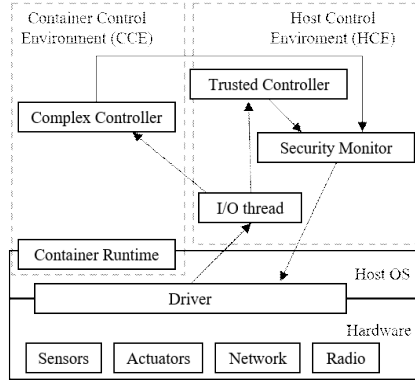 Container Control
Environment (CCE)
Host Control
Enviroment (HCE)
Trusted Controller
Complex Controller
Security Monitor
I/O thread
Container Runtime
Host OS
Driver
Hardware
Sensors
Actuators
Network
Radio